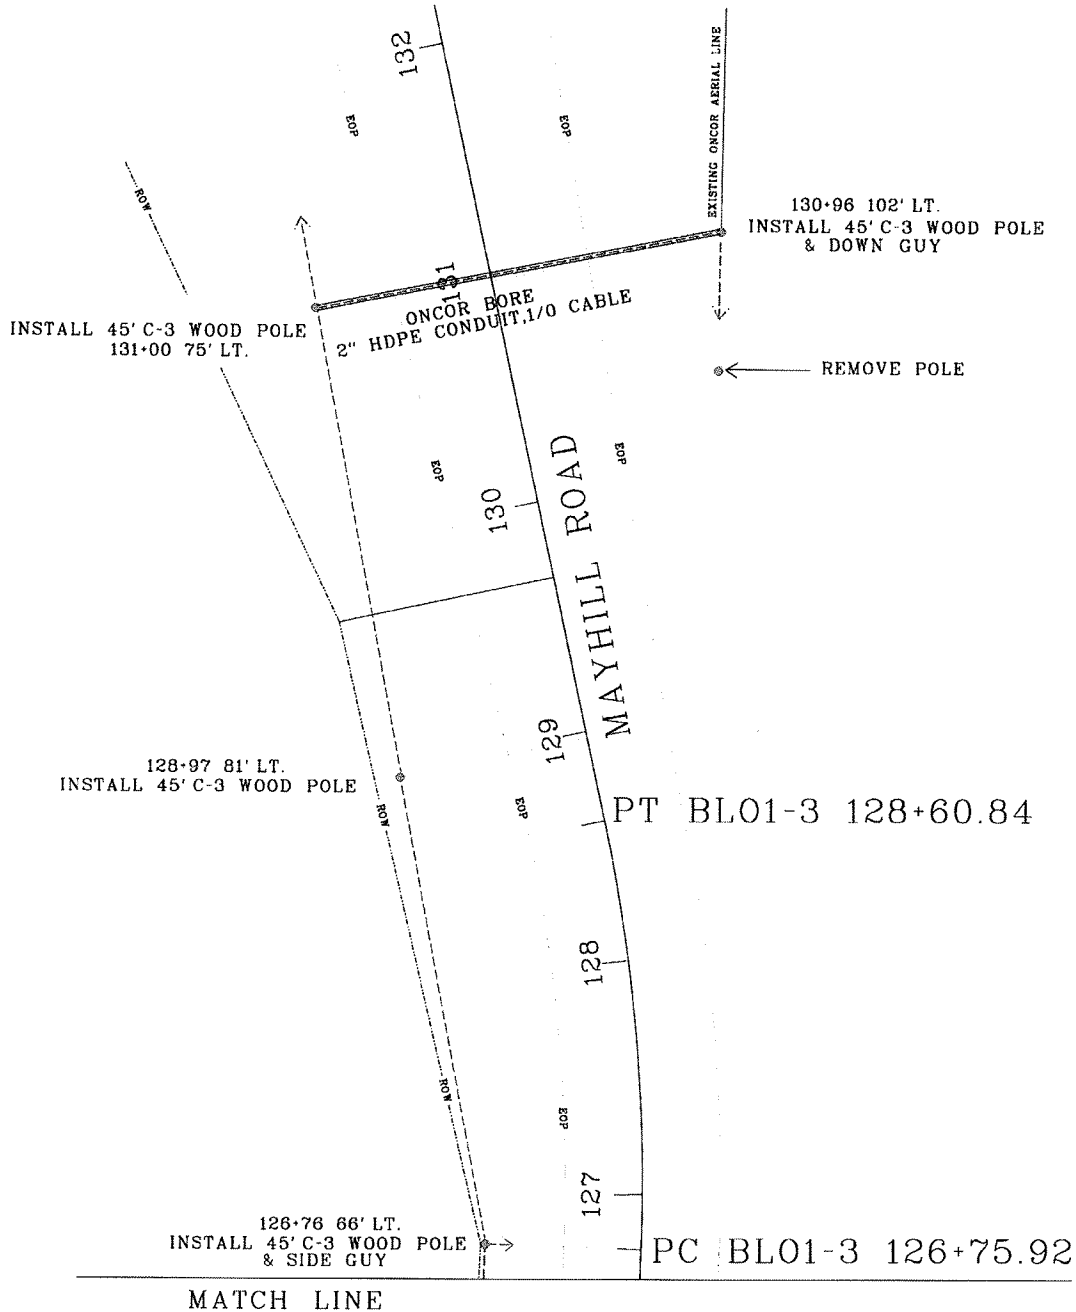 132
EXISTING ONCOR AERIAL LINE
EOP
EOP
ROW
130+96 102' LT.
INSTALL 45' C-3 WOOD POLE
& DOWN GUY
131
ONCOR BORE
2" HDPE CONDUIT,1/0 CABLE
INSTALL 45' C-3 WOOD POLE
131+00 75' LT.
REMOVE POLE
EOP
EOP
130
MAYHILL ROAD
129
128+97 81' LT.
INSTALL 45' C-3 WOOD POLE
ROW
EOP
PT BL01-3 128+60.84
128
ROW
EOP
127
126+76 66' LT.
INSTALL 45' C-3 WOOD POLE
& SIDE GUY
PC BL01-3 126+75.92
MATCH LINE